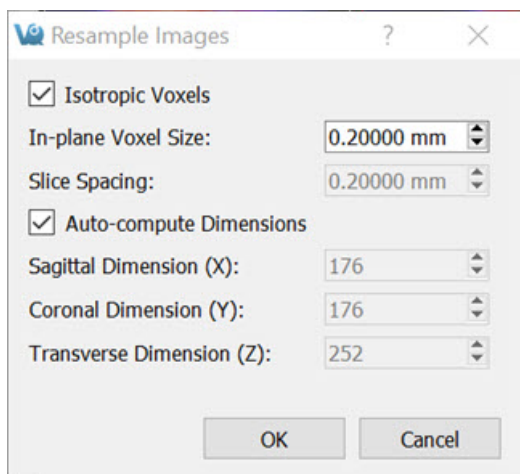 VQ Resample Images ?
Isotropic Voxels
In-plane Voxel Size: 0.20000 mm
Slice Spacing: 0.20000 mm
Auto-compute Dimensions
Sagittal Dimension (X): 176
Coronal Dimension (Y): 176
Transverse Dimension (Z): 252
OK Cancel